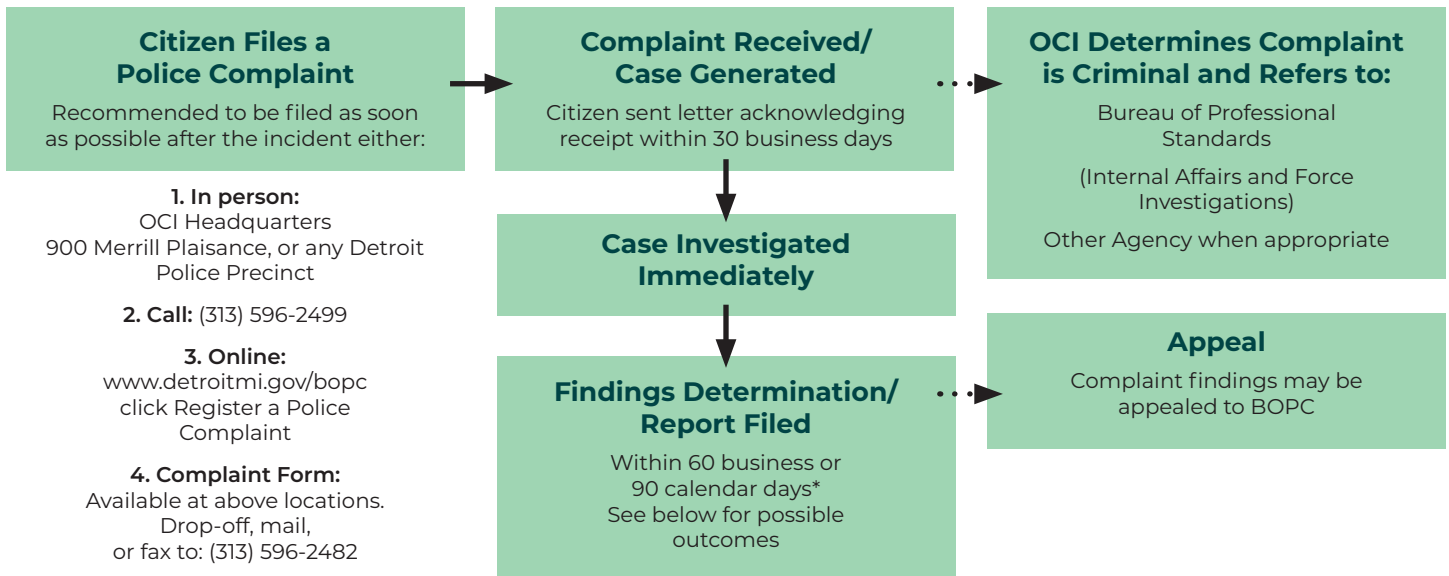 Citizen Files a
Police Complaint
Recommended to be filed as soon
as possible after the incident either:
1. In person:
OCI Headquarters
900 Merrill Plaisance, or any Detroit
Police Precinct
2. Call: (313) 596-2499
3. Online:
www.detroitmi.gov/bopc
click Register a Police
Complaint
4. Complaint Form:
Available at above locations.
Drop-off, mail,
or fax to: (313) 596-2482
Complaint Received/
Case Generated
Citizen sent letter acknowledging
receipt within 30 business days
Case Investigated
Immediately
Findings Determination/
Report Filed
Within 60 business or
90 calendar days*
See below for possible
outcomes
OCI Determines Complaint
is Criminal and Refers to:
Bureau of Professional
Standards
(Internal Affairs and Force
Investigations)
Other Agency when appropriate
Appeal
Complaint findings may be
appealed to BOPC